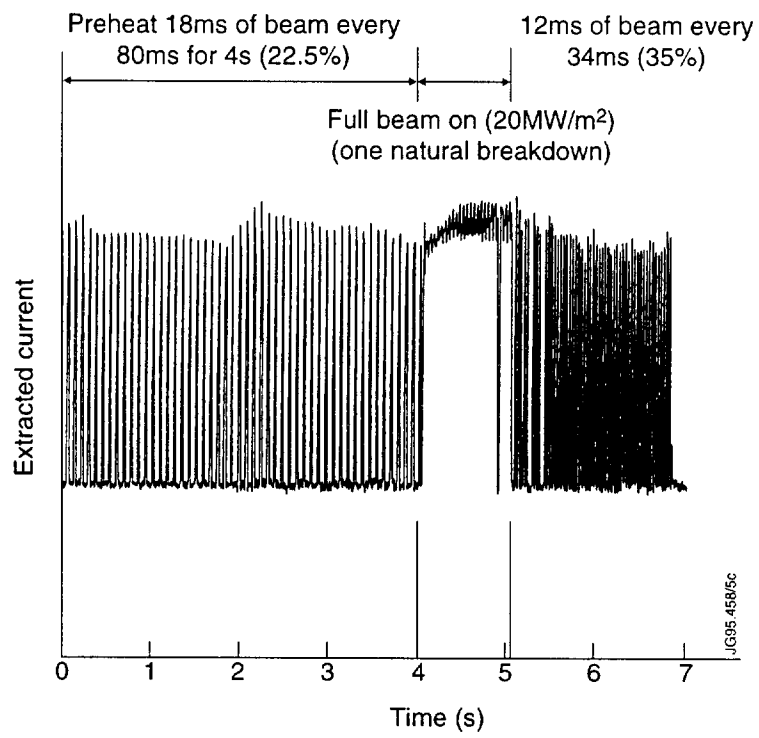 Preheat 18ms of beam every
80ms for 4s (22.5%)
12ms of beam every
34ms (35%)
Full beam on (20MW/m²)
(one natural breakdown)
Extracted current
JG95.458/5c
0 1 2 3 4 5 6 7
Time (s)